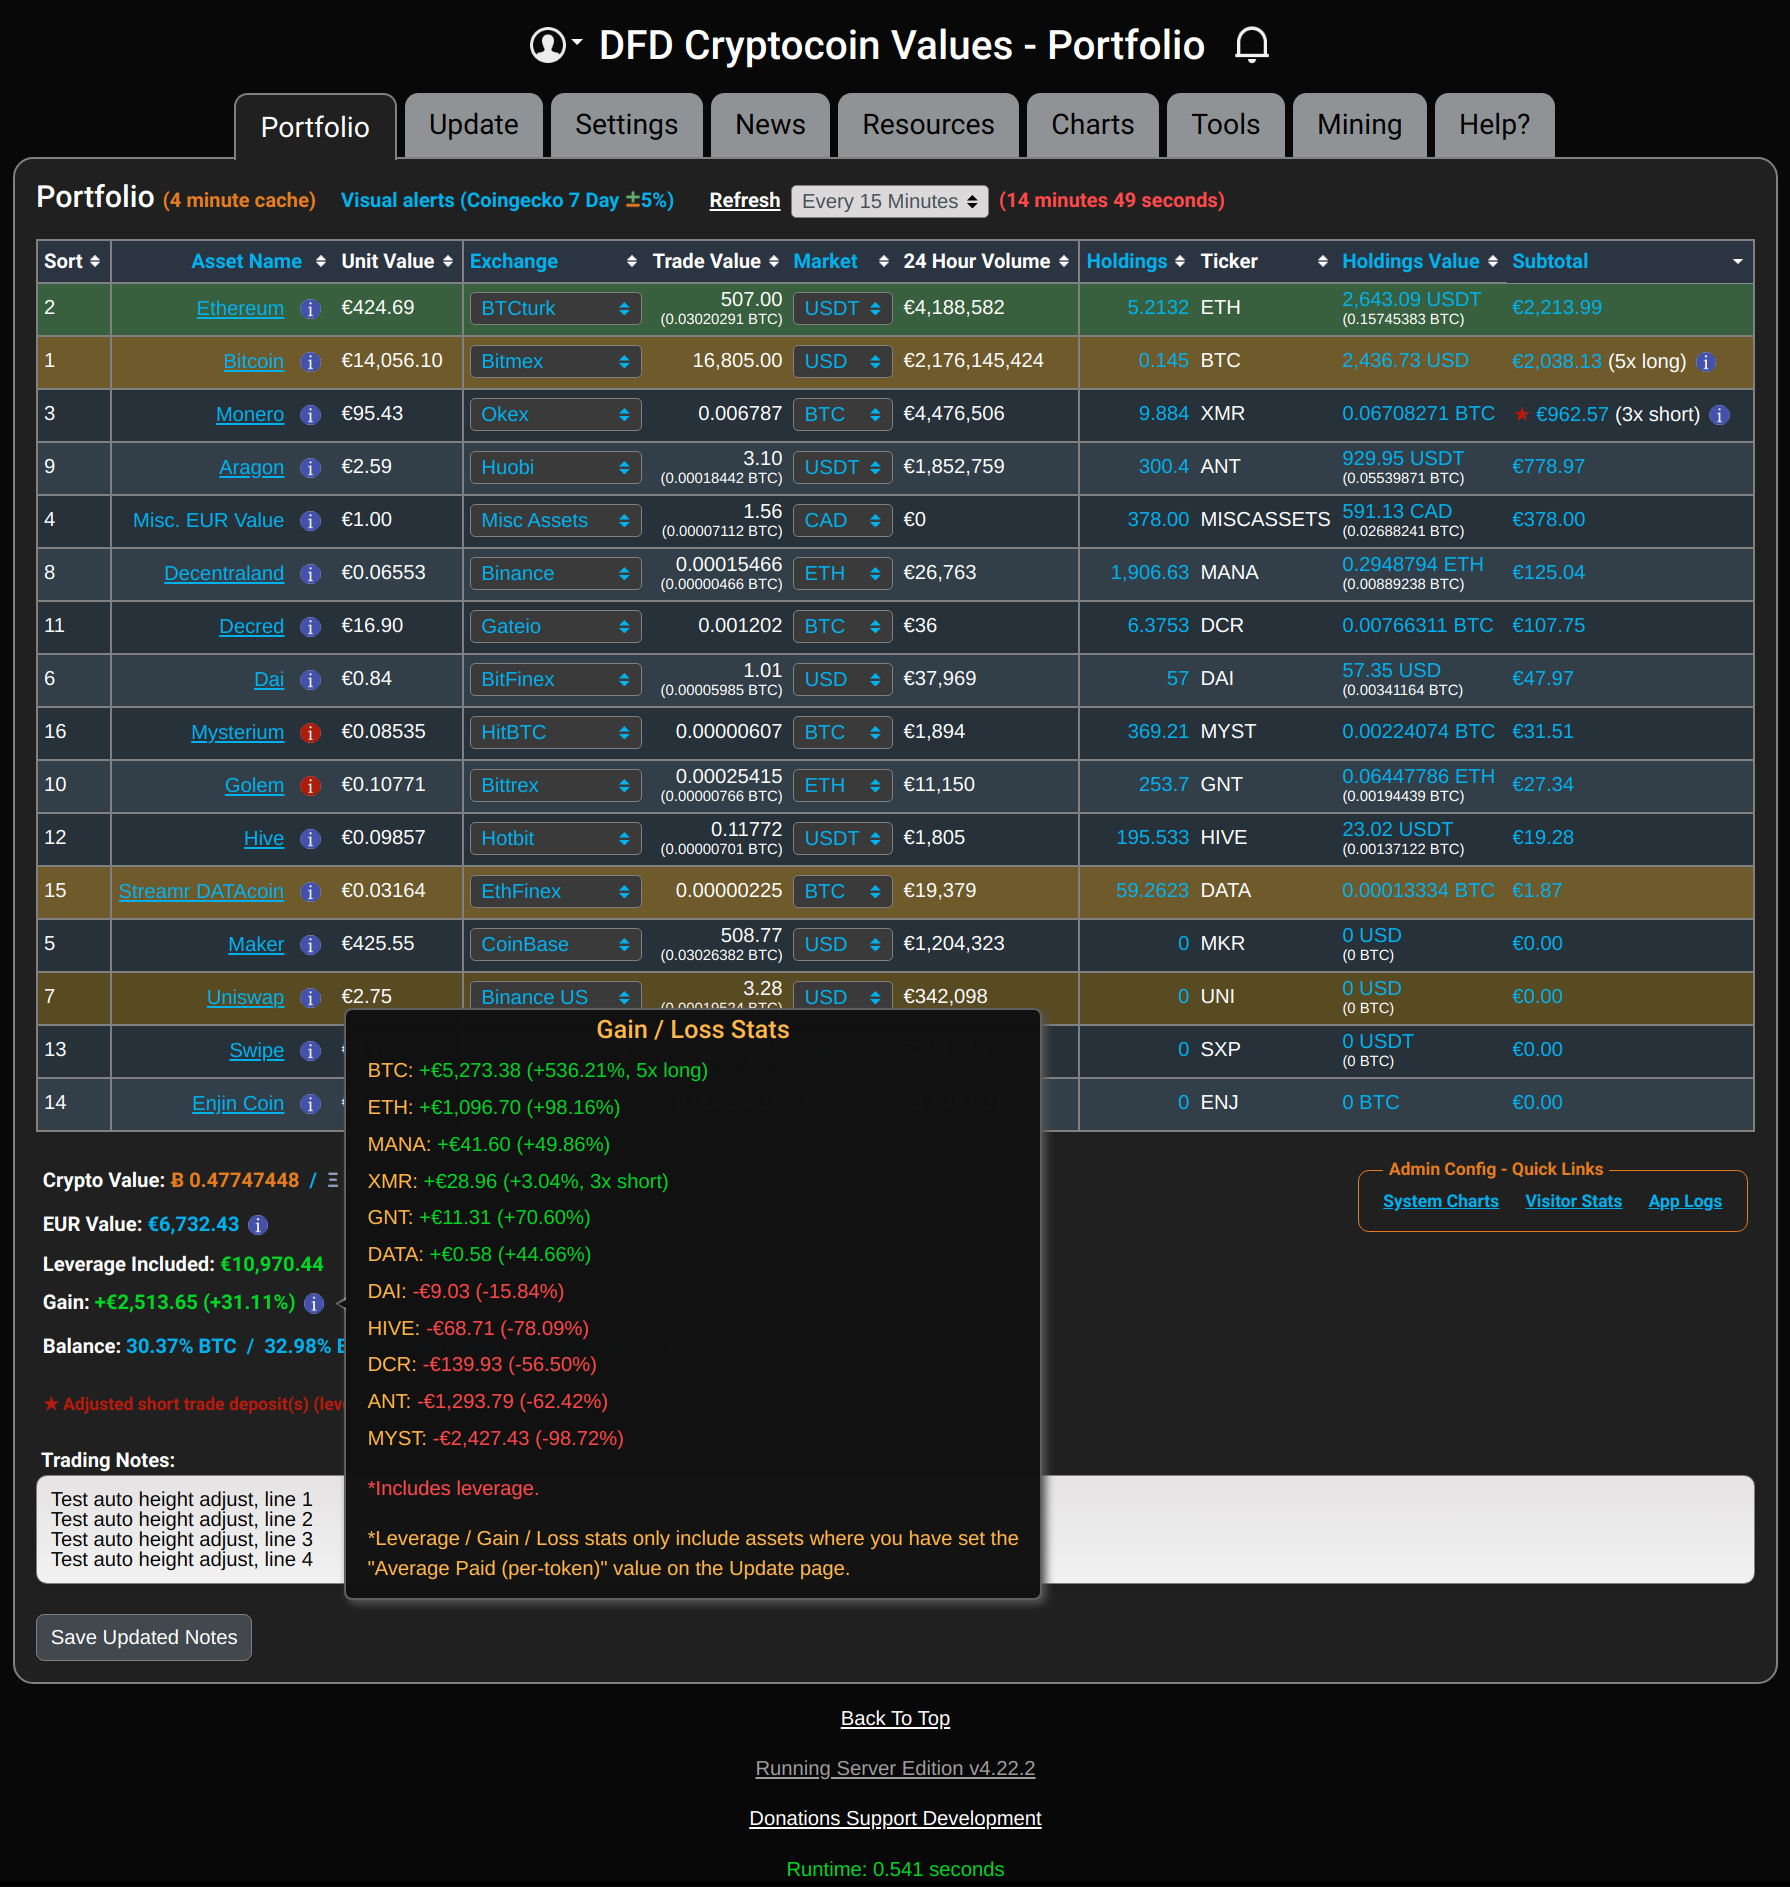 DFD Cryptocoin Values - Portfolio
Portfolio Update Settings News Resources Charts Tools Mining Help?
Portfolio (4 minute cache) Visual alerts (Coingecko 7 Day ±5%) Refresh Every 15 Minutes (14 minutes 49 seconds)
Sort Asset Name Unit Value Exchange Trade Value Market 24 Hour Volume Holdings Ticker Holdings Value Subtotal
2 Ethereum i €424.69 BTCturk 507.00 USDT €4,188,582 5.2132 ETH 2,643.09 USDT €2,213.99
(0.03020291 BTC) (0.15745383 BTC)
1 Bitcoin i €14,056.10 Bitmex 16,805.00 USD €2,176,145,424 0.145 BTC 2,436.73 USD €2,038.13 (5x long) i
3 Monero i €95.43 Okex 0.006787 BTC €4,476,506 9.884 XMR 0.06708271 BTC ★ €962.57 (3x short) i
9 Aragon i €2.59 Huobi 3.10 USDT €1,852,759 300.4 ANT 929.95 USDT €778.97
(0.00018442 BTC) (0.05539871 BTC)
4 Misc. EUR Value i €1.00 Misc Assets 1.56 CAD €0 378.00 MISCASSETS 591.13 CAD €378.00
(0.00007112 BTC) (0.02688241 BTC)
8 Decentraland i €0.06553 Binance 0.00015466 ETH €26,763 1,906.63 MANA 0.2948794 ETH €125.04
(0.00000466 BTC) (0.00889238 BTC)
11 Decred i €16.90 Gateio 0.001202 BTC €36 6.3753 DCR 0.00766311 BTC €107.75
6 Dai i €0.84 BitFinex 1.01 USD €37,969 57 DAI 57.35 USD €47.97
(0.00005985 BTC) (0.00341164 BTC)
16 Mysterium i €0.08535 HitBTC 0.00000607 BTC €1,894 369.21 MYST 0.00224074 BTC €31.51
10 Golem i €0.10771 Bittrex 0.00025415 ETH €11,150 253.7 GNT 0.06447786 ETH €27.34
(0.00000766 BTC) (0.00194439 BTC)
12 Hive i €0.09857 Hotbit 0.11772 USDT €1,805 195.533 HIVE 23.02 USDT €19.28
(0.00000701 BTC) (0.00137122 BTC)
15 Streamr DATAcoin i €0.03164 EthFinex 0.00000225 BTC €19,379 59.2623 DATA 0.00013334 BTC €1.87
5 Maker i €425.55 CoinBase 508.77 USD €1,204,323 0 MKR 0 USD €0.00
(0.03026382 BTC) (0 BTC)
7 Uniswap i €2.75 Binance US 3.28 USD €342,098 0 UNI 0 USD €0.00
(0 BTC)
13 Swipe i 0 SXP 0 USDT €0.00
(0 BTC)
14 Enjin Coin i 0 ENJ 0 BTC €0.00
Gain / Loss Stats
BTC: +€5,273.38 (+536.21%, 5x long)
ETH: +€1,096.70 (+98.16%)
MANA: +€41.60 (+49.86%)
XMR: +€28.96 (+3.04%, 3x short)
GNT: +€11.31 (+70.60%)
DATA: +€0.58 (+44.66%)
DAI: -€9.03 (-15.84%)
HIVE: -€68.71 (-78.09%)
DCR: -€139.93 (-56.50%)
ANT: -€1,293.79 (-62.42%)
MYST: -€2,427.43 (-98.72%)
*Includes leverage.
*Leverage / Gain / Loss stats only include assets where you have set the
"Average Paid (per-token)" value on the Update page.
Crypto Value: Ƀ 0.47747448 / Ξ
EUR Value: €6,732.43 i
Leverage Included: €10,970.44
Gain: +€2,513.65 (+31.11%) i
Balance: 30.37% BTC / 32.98%
★ Adjusted short trade deposit(s)
Admin Config - Quick Links
System Charts Visitor Stats App Logs
Trading Notes:
Test auto height adjust, line 1
Test auto height adjust, line 2
Test auto height adjust, line 3
Test auto height adjust, line 4
Save Updated Notes
Back To Top
Running Server Edition v4.22.2
Donations Support Development
Runtime: 0.541 seconds